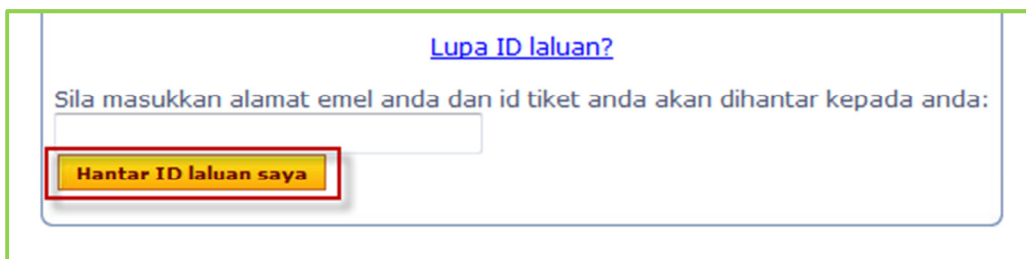 Lupa ID laluan?
Sila masukkan alamat emel anda dan id tiket anda akan dihantar kepada anda:
Hantar ID laluan saya